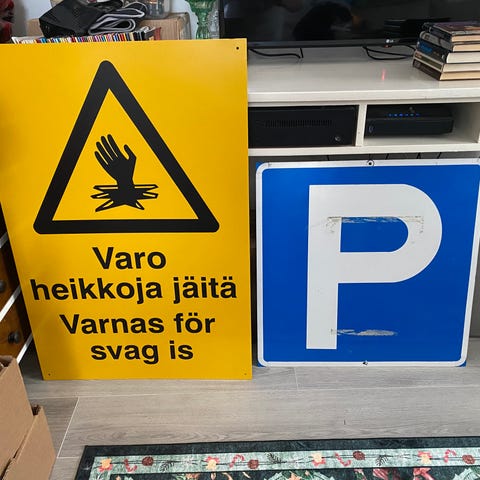 Varo
heikkoja jäitä
Varnas för
svag is
P